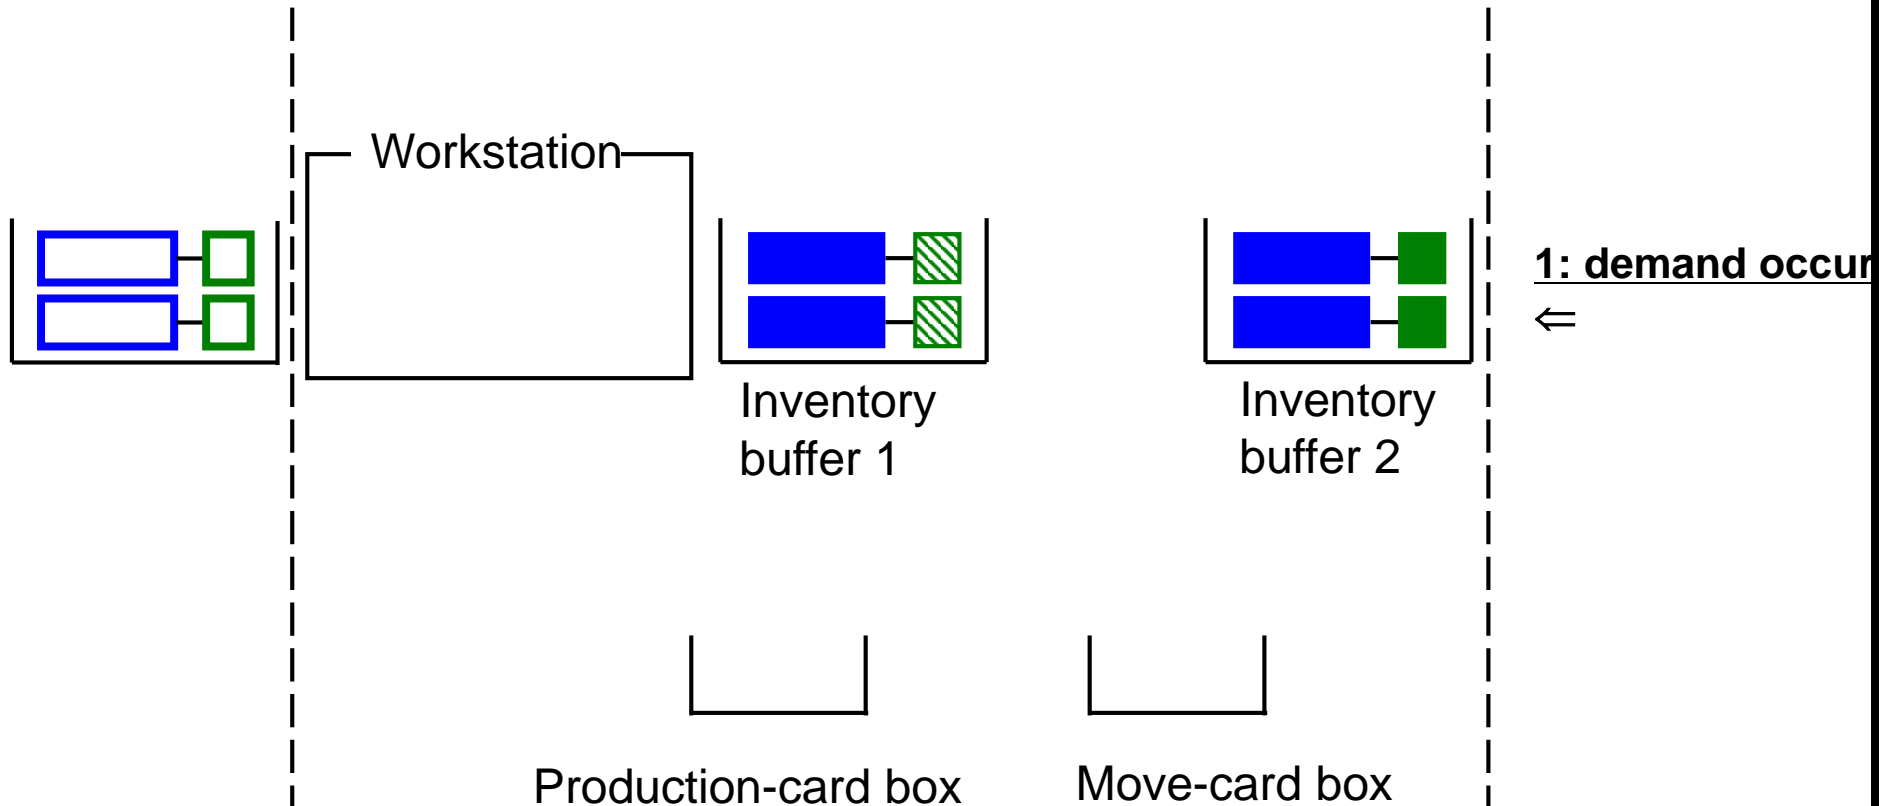 Workstation
1: demand occur
⇐
Inventory
buffer 1
Inventory
buffer 2
Production-card box
Move-card box